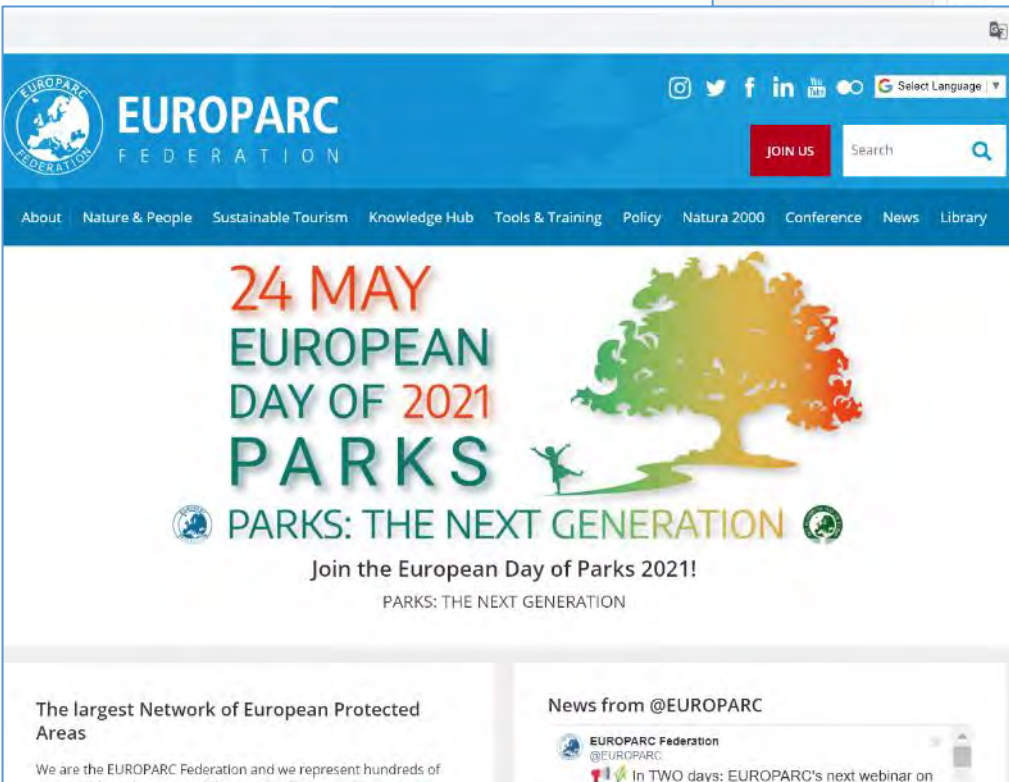 EUROPARC
FEDERATION
EUROPARC
FEDERATION
You Tube
Select Language
JOIN US
Search
About Nature & People Sustainable Tourism Knowledge Hub Tools & Training Policy Natura 2000 Conference News Library
24 MAY
EUROPEAN
DAY OF 2021
PARKS
PARKS: THE NEXT GENERATION
Join the European Day of Parks 2021!
PARKS: THE NEXT GENERATION
The largest Network of European Protected
Areas
We are the EUROPARC Federation and we represent hundreds of
News from @EUROPARC
EUROPARC Federation
@EUROPARC
In TWO days: EUROPARC's next webinar on